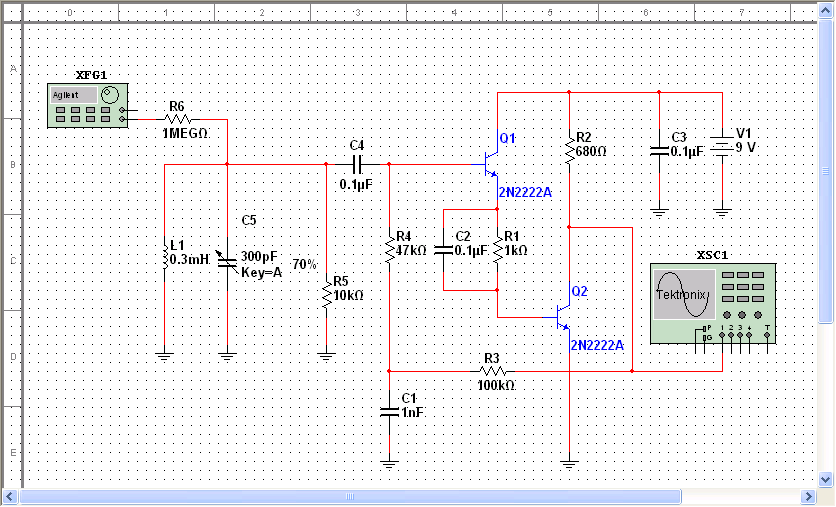 0 1 2 3 4 5 6 7
A
B
C
D
E
XFG1
Agilent
R6
1MEGΩ
C4
0.1µF
Q1
2N2222A
R2
680Ω
C3
0.1µF
V1
9 V
C5
300pF
Key=A
70%
L1
0.3mH
R5
10kΩ
R4
47kΩ
C2
0.1µF
R1
1kΩ
Q2
2N2222A
XSC1
Tektronix
P
G
1 2 3 4 T
R3
100kΩ
C1
1nF